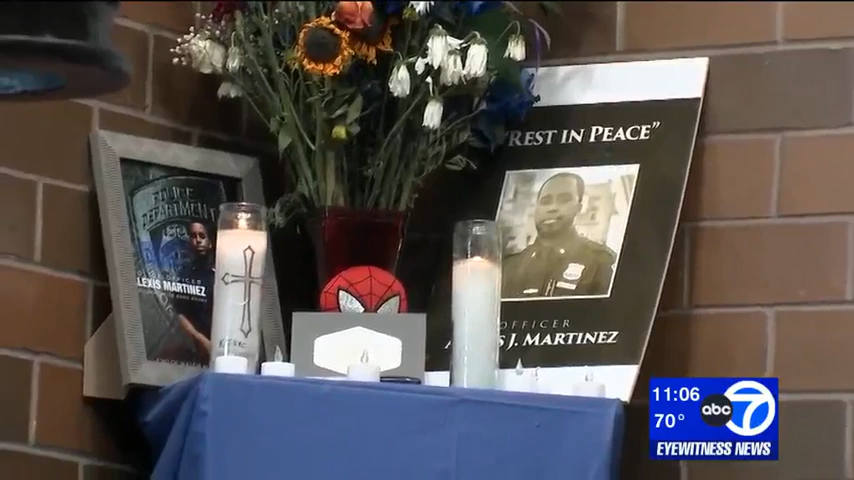 "REST IN PEACE"
POLICE
DEPARTMENT
OFFICER
LEXIS MARTINEZ
OFFICER
S J. MARTINEZ
11:06
70°
abc 7
EYEWITNESS NEWS